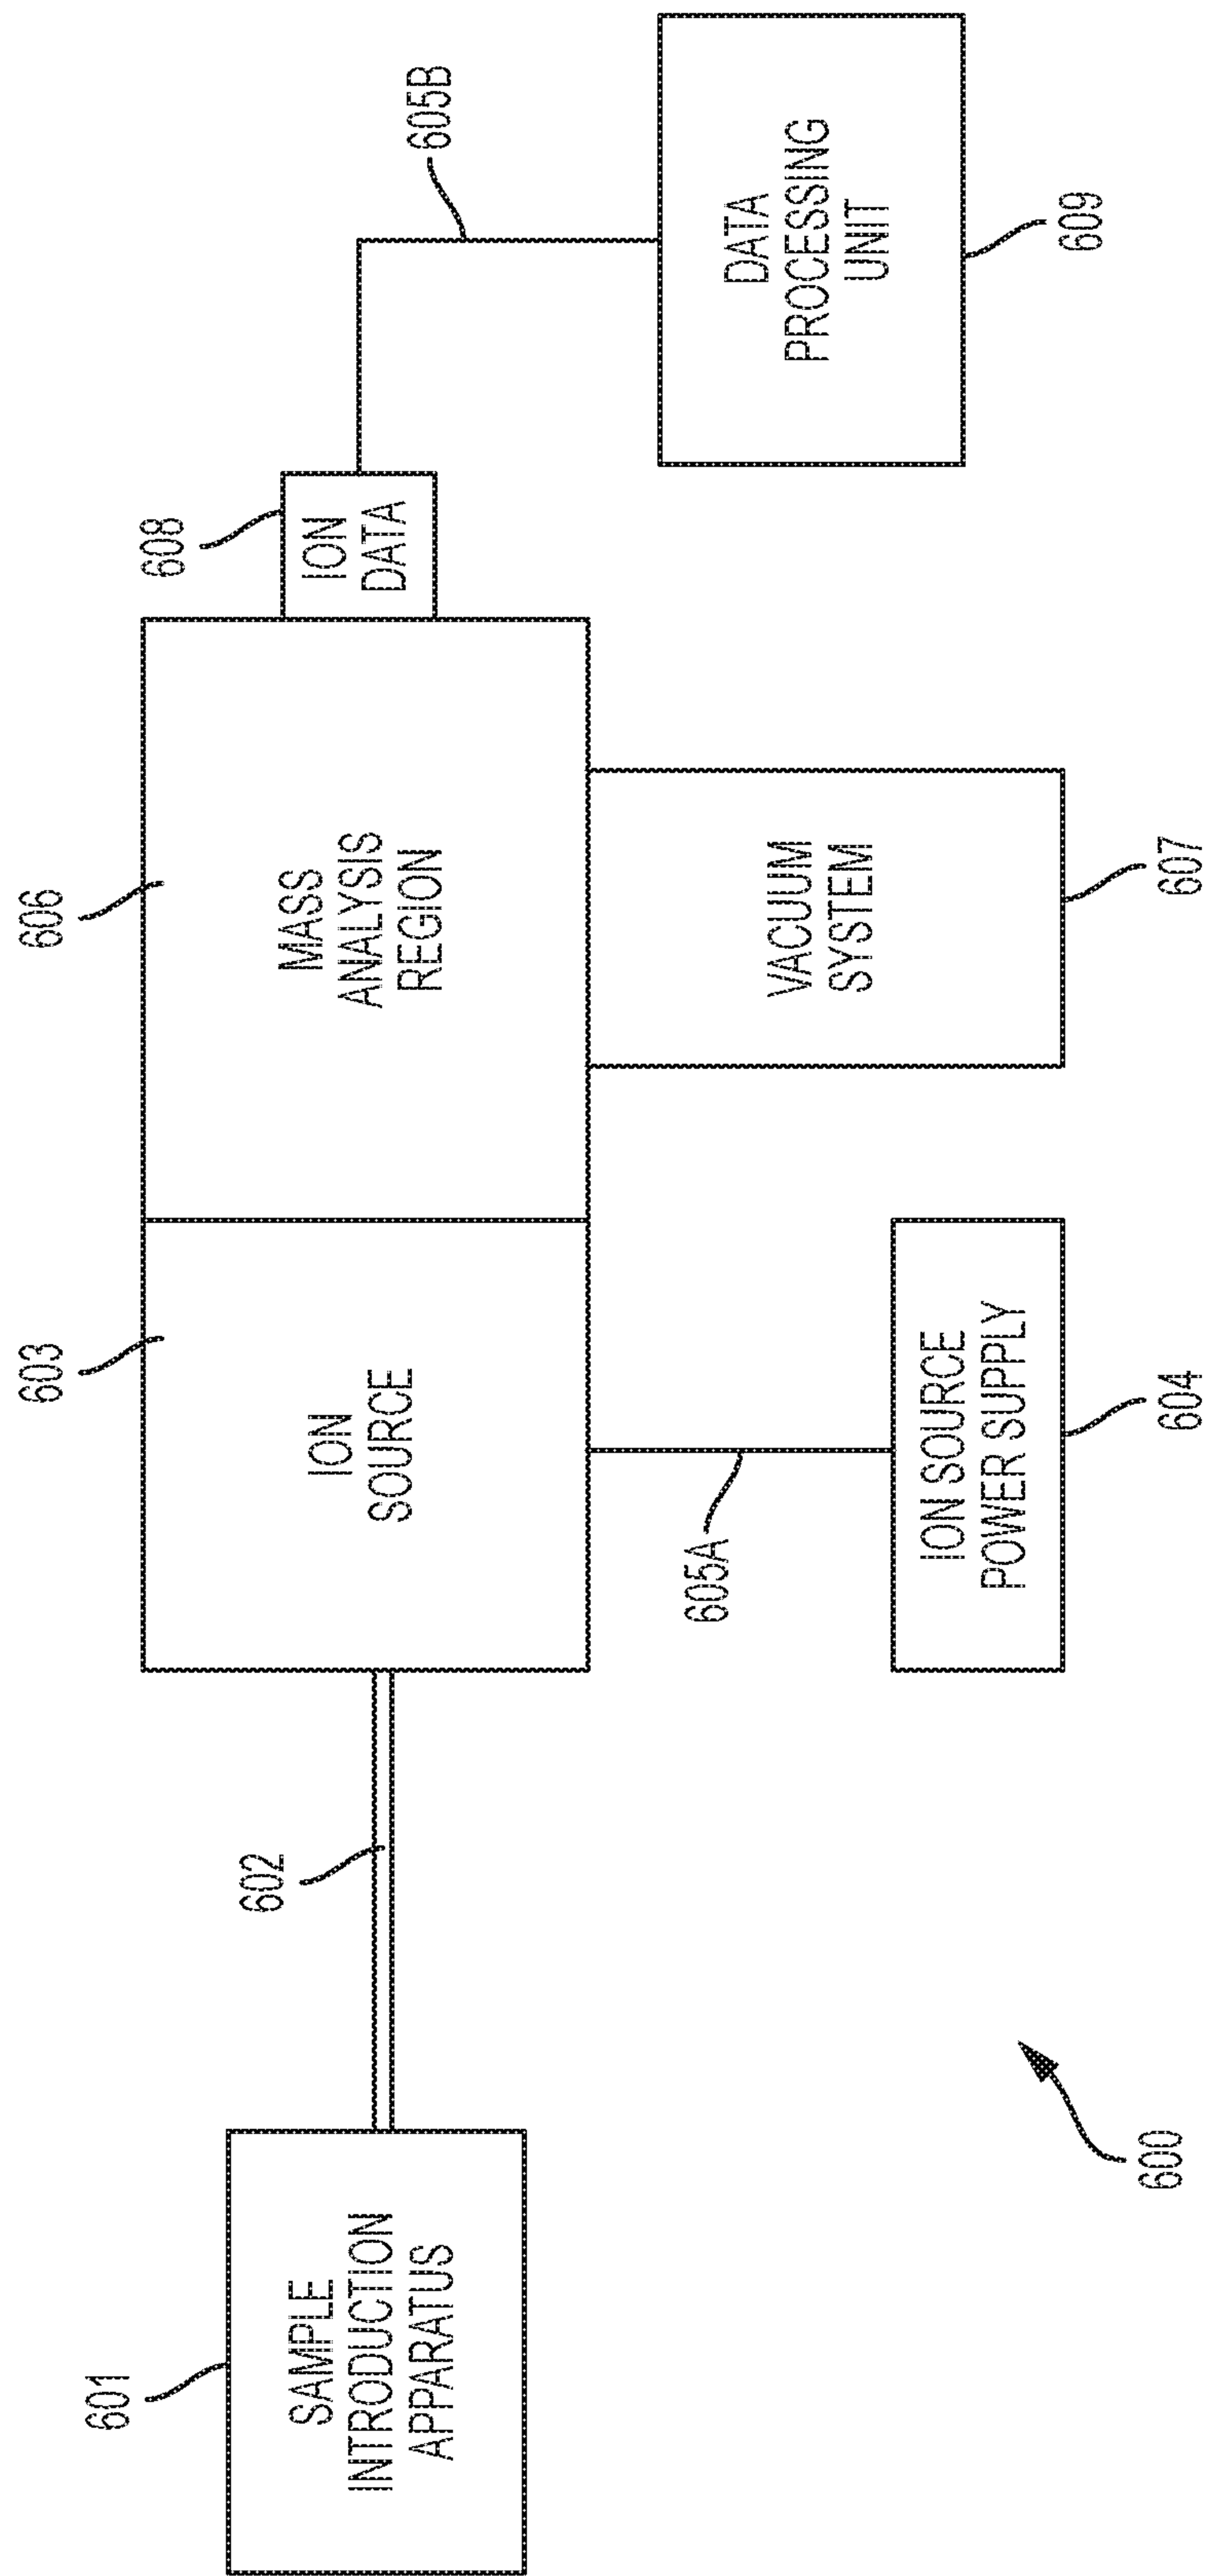 601
SAMPLE
INTRODUCTION
APPARATUS
602
603
ION
SOURCE
605A
ION SOURCE
POWER SUPPLY
604
606
MASS
ANALYSIS
REGION
VACUUM
SYSTEM
607
608
ION
DATA
605B
DATA
PROCESSING
UNIT
609
600